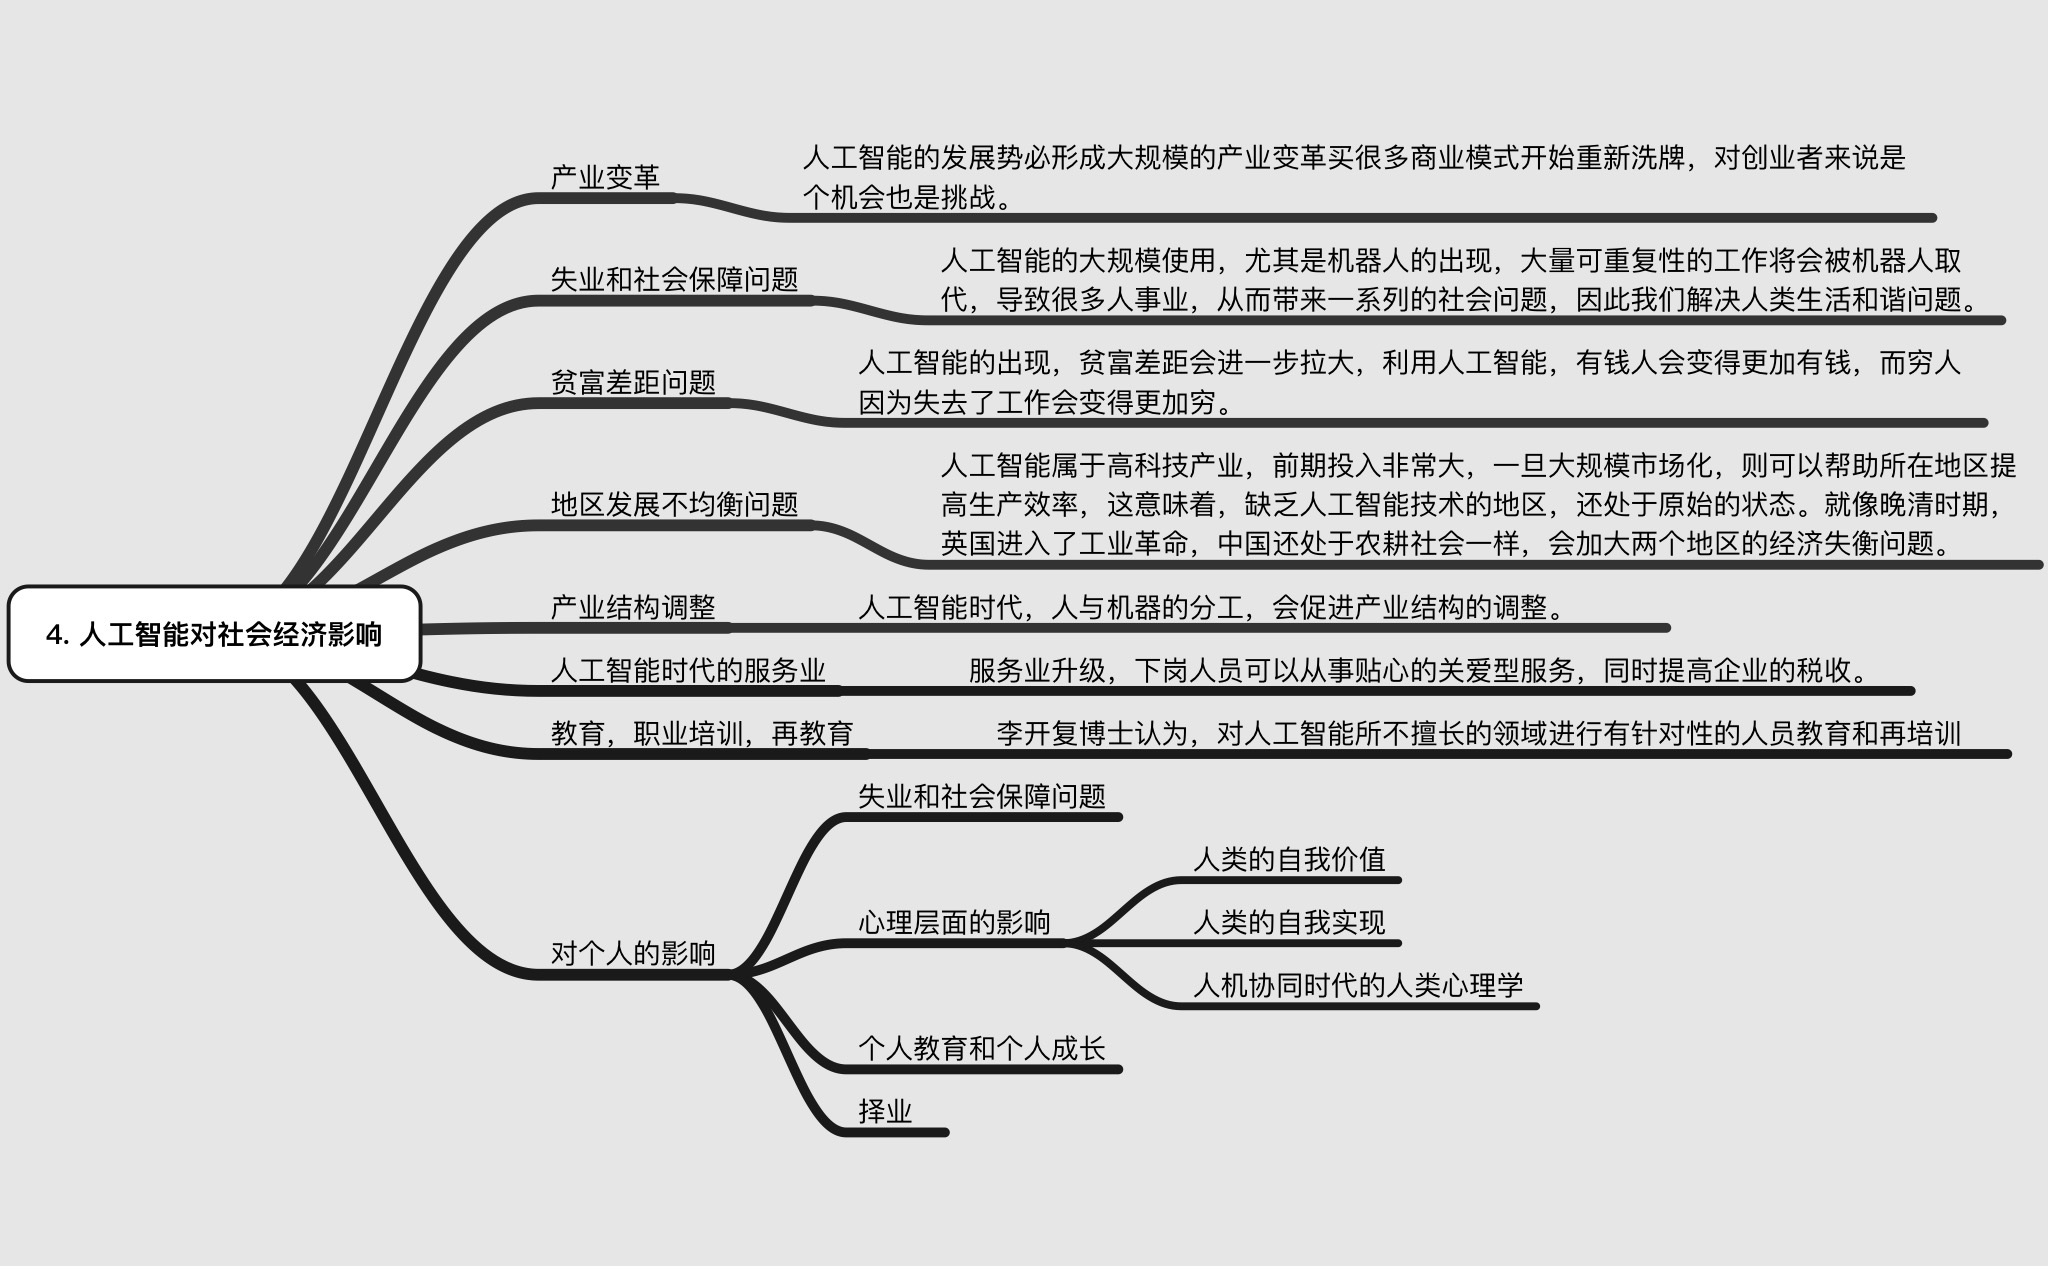 产业变革
人工智能的发展势必形成大规模的产业变革买很多商业模式开始重新洗牌，对创业者来说是
个机会也是挑战。
失业和社会保障问题
人工智能的大规模使用，尤其是机器人的出现，大量可重复性的工作将会被机器人取
代，导致很多人事业，从而带来一系列的社会问题，因此我们解决人类生活和谐问题。
贫富差距问题
人工智能的出现，贫富差距会进一步拉大，利用人工智能，有钱人会变得更加有钱，而穷人
因为失去了工作会变得更加穷。
地区发展不均衡问题
人工智能属于高科技产业，前期投入非常大，一旦大规模市场化，则可以帮助所在地区提
高生产效率，这意味着，缺乏人工智能技术的地区，还处于原始的状态。就像晚清时期，
英国进入了工业革命，中国还处于农耕社会一样，会加大两个地区的经济失衡问题。
4. 人工智能对社会经济影响
产业结构调整
人工智能时代，人与机器的分工，会促进产业结构的调整。
人工智能时代的服务业
服务业升级，下岗人员可以从事贴心的关爱型服务，同时提高企业的税收。
教育，职业培训，再教育
李开复博士认为，对人工智能所不擅长的领域进行有针对性的人员教育和再培训
对个人的影响
失业和社会保障问题
心理层面的影响
人类的自我价值
人类的自我实现
人机协同时代的人类心理学
个人教育和个人成长
择业